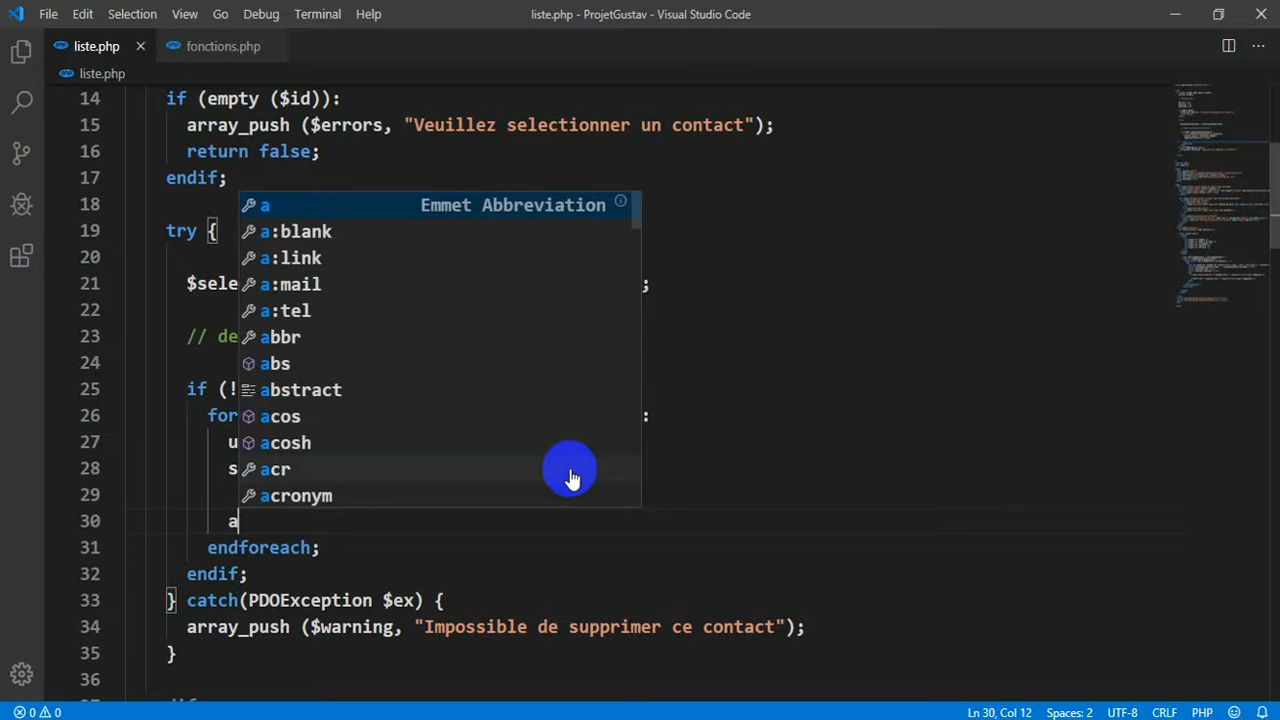 File Edit Selection View Go Debug Terminal Help liste.php - ProjetGustav - Visual Studio Code
liste.php fonctions.php
liste.php
14 if (empty ($id)):
15 array_push ($errors, "Veuillez selectionner un contact");
16 return false;
17 endif;
18 a Emmet Abbreviation
19 try {
a:blank
20 a:link
21 $sele ;
a:mail
22 a:tel
23 // de abbr
24 abs
25 if (! abstract
26 for acos :
27 u acosh
28 s acr
29 acronym
30 a
31 endforeach;
32 endif;
33 } catch(PDOException $ex) {
34 array_push ($warning, "Impossible de supprimer ce contact");
35 }
36
0 0 Ln 30, Col 12 Spaces: 2 UTF-8 CRLF PHP